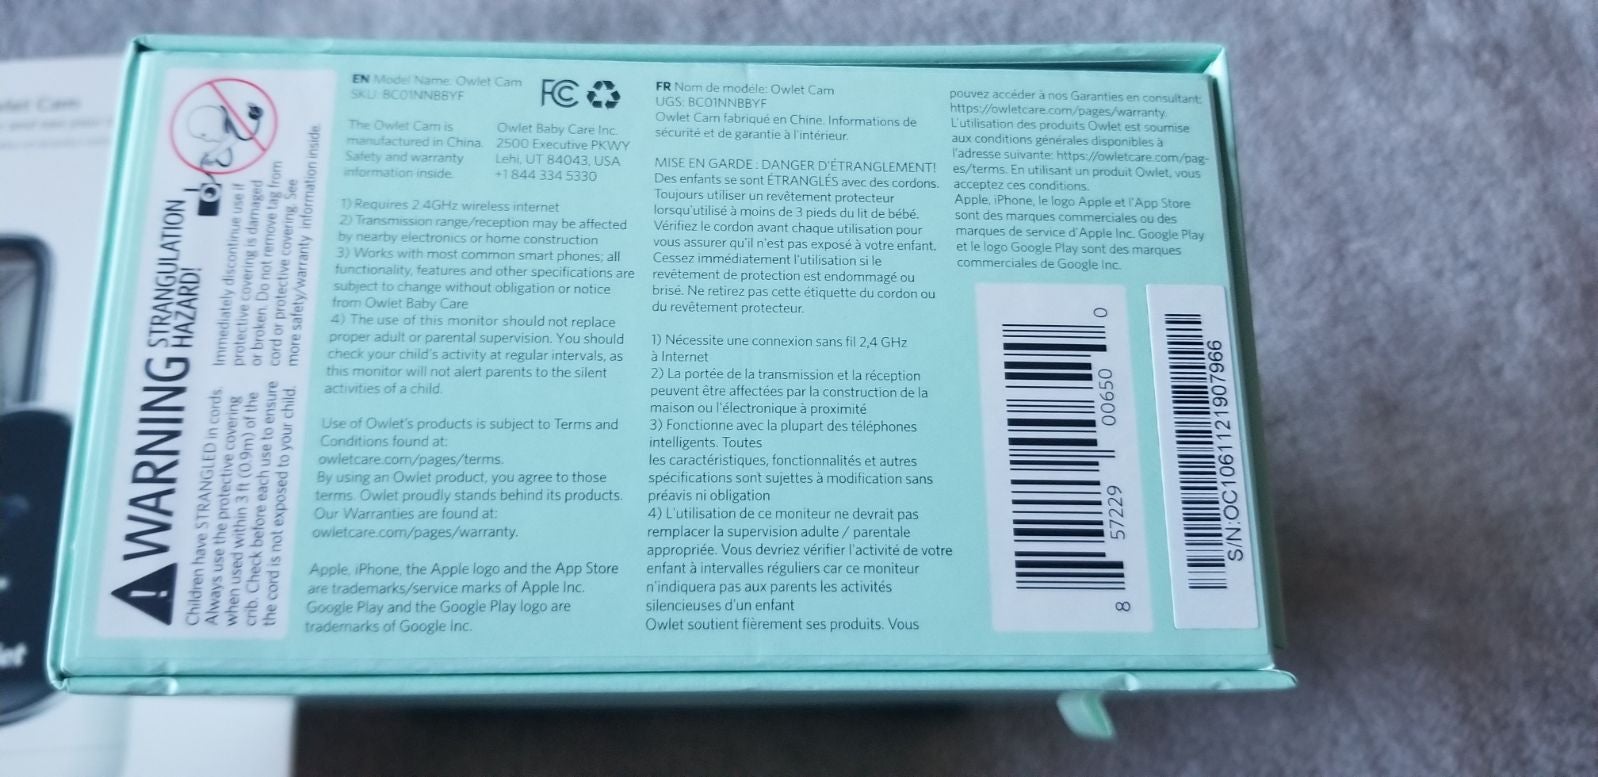 WARNING STRANGULATION
HAZARD!
Children have STRANGLED in cords.
Always use the protective covering
when used within 3 ft (0.9m) of the
crib. Check before each use to ensure
the cord is not exposed to your child.
Immediately discontinue use if
protective covering is damaged
or broken. Do not remove tag from
cord or protective covering. See
more safety/warranty information inside.
EN Model Name: Owlet Cam
SKU: BC01NNBBYF
FC
The Owlet Cam is
manufactured in China.
Safety and warranty
information inside.
Owlet Baby Care Inc.
2500 Executive PKWY
Lehi, UT 84043, USA
+1 844 334 5330
1) Requires 2.4GHz wireless internet
2) Transmission range/reception may be affected
by nearby electronics or home construction
3) Works with most common smart phones; all
functionality, features and other specifications are
subject to change without obligation or notice
from Owlet Baby Care
4) The use of this monitor should not replace
proper adult or parental supervision. You should
check your child's activity at regular intervals, as
this monitor will not alert parents to the silent
activities of a child.
Use of Owlet's products is subject to Terms and
Conditions found at:
owletcare.com/pages/terms.
By using an Owlet product, you agree to those
terms. Owlet proudly stands behind its products.
Our Warranties are found at:
owletcare.com/pages/warranty.
Apple, iPhone, the Apple logo and the App Store
are trademarks/service marks of Apple Inc.
Google Play and the Google Play logo are
trademarks of Google Inc.
FR Nom de modèle: Owlet Cam
UGS: BC01NNBBYF
Owlet Cam fabriqué en Chine. Informations de
sécurité et de garantie à l'intérieur.
MISE EN GARDE : DANGER D'ÉTRANGLEMENT!
Des enfants se sont ÉTRANGLÉS avec des cordons.
Toujours utiliser un revêtement protecteur
lorsqu'utilisé à moins de 3 pieds du lit de bébé.
Vérifiez le cordon avant chaque utilisation pour
vous assurer qu'il n'est pas exposé à votre enfant.
Cessez immédiatement l'utilisation si le
revêtement de protection est endommagé ou
brisé. Ne retirez pas cette étiquette du cordon ou
du revêtement protecteur.
1) Nécessite une connexion sans fil 2,4 GHz
à Internet
2) La portée de la transmission et la réception
peuvent être affectées par la construction de la
maison ou l'électronique à proximité
3) Fonctionne avec la plupart des téléphones
intelligents. Toutes
les caractéristiques, fonctionnalités et autres
spécifications sont sujettes à modification sans
préavis ni obligation
4) L'utilisation de ce moniteur ne devrait pas
remplacer la supervision adulte / parentale
appropriée. Vous devriez vérifier l'activité de votre
enfant à intervalles réguliers car ce moniteur
n'indiquera pas aux parents les activités
silencieuses d'un enfant
Owlet soutient fièrement ses produits. Vous
pouvez accéder à nos Garanties en consultant:
https://owletcare.com/pages/warranty.
L'utilisation des produits Owlet est soumise
aux conditions générales disponibles à
l'adresse suivante: https://owletcare.com/pag-
es/terms. En utilisant un produit Owlet, vous
acceptez ces conditions.
Apple, iPhone, le logo Apple et l'App Store
sont des marques commerciales ou des
marques de service d'Apple Inc. Google Play
et le logo Google Play sont des marques
commerciales de Google Inc.
8 57229 00650 0
S/N:OC1061121907966